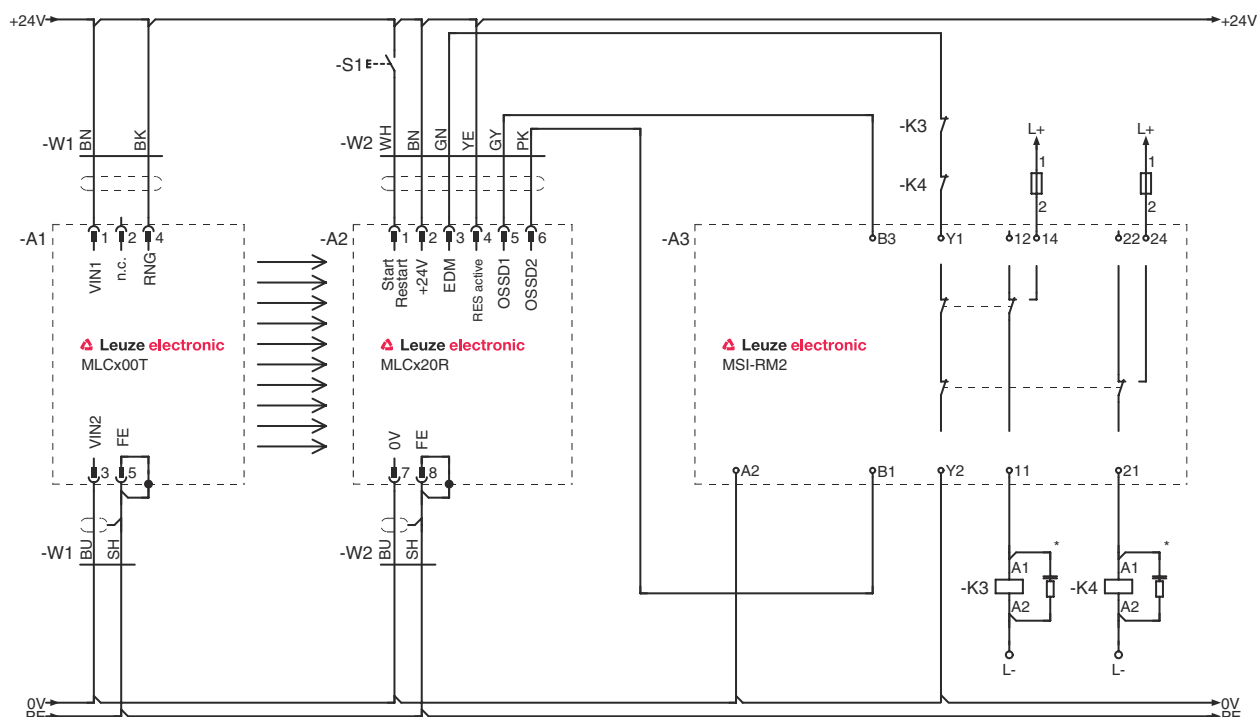 +24V
+24V
-S1
-W1
BN
BK
-W2
WH
BN
GN
YE
GY
PK
-K3
-K4
L+
1
2
L+
1
2
-A1
1
2
4
VIN1
n.c.
RNG
Leuze electronic
MLCx00T
VIN2
FE
3
5
-W1
BU
SH
-A2
1
2
3
4
5
6
Start
Restart
+24V
EDM
RES active
OSSD1
OSSD2
Leuze electronic
MLCx20R
0V
FE
7
8
-W2
BU
SH
-A3
B3
Y1
12
14
22
24
Leuze electronic
MSI-RM2
A2
B1
Y2
11
21
-K3
A1
A2
*
L-
-K4
A1
A2
*
L-
0V
0V
PE
PE